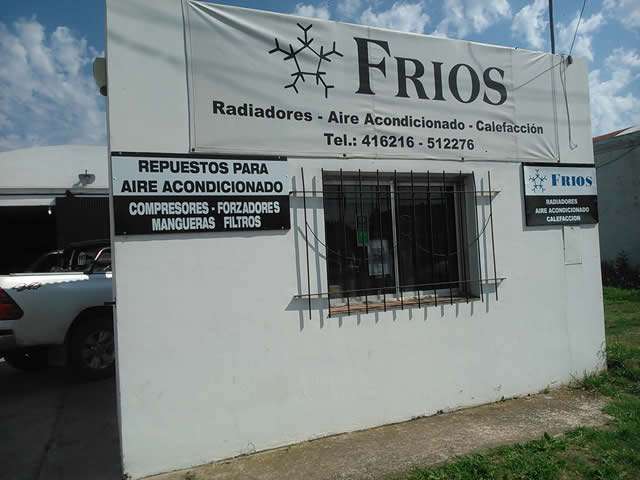 FRIOS
Radiadores - Aire Acondicionado - Calefacción
Tel.: 416216 - 512276
REPUESTOS PARA
AIRE ACONDICIONADO
COMPRESORES - FORZADORES
MANGUERAS FILTROS
FRIOS
RADIADORES
AIRE ACONDICIONADO
CALEFACCION